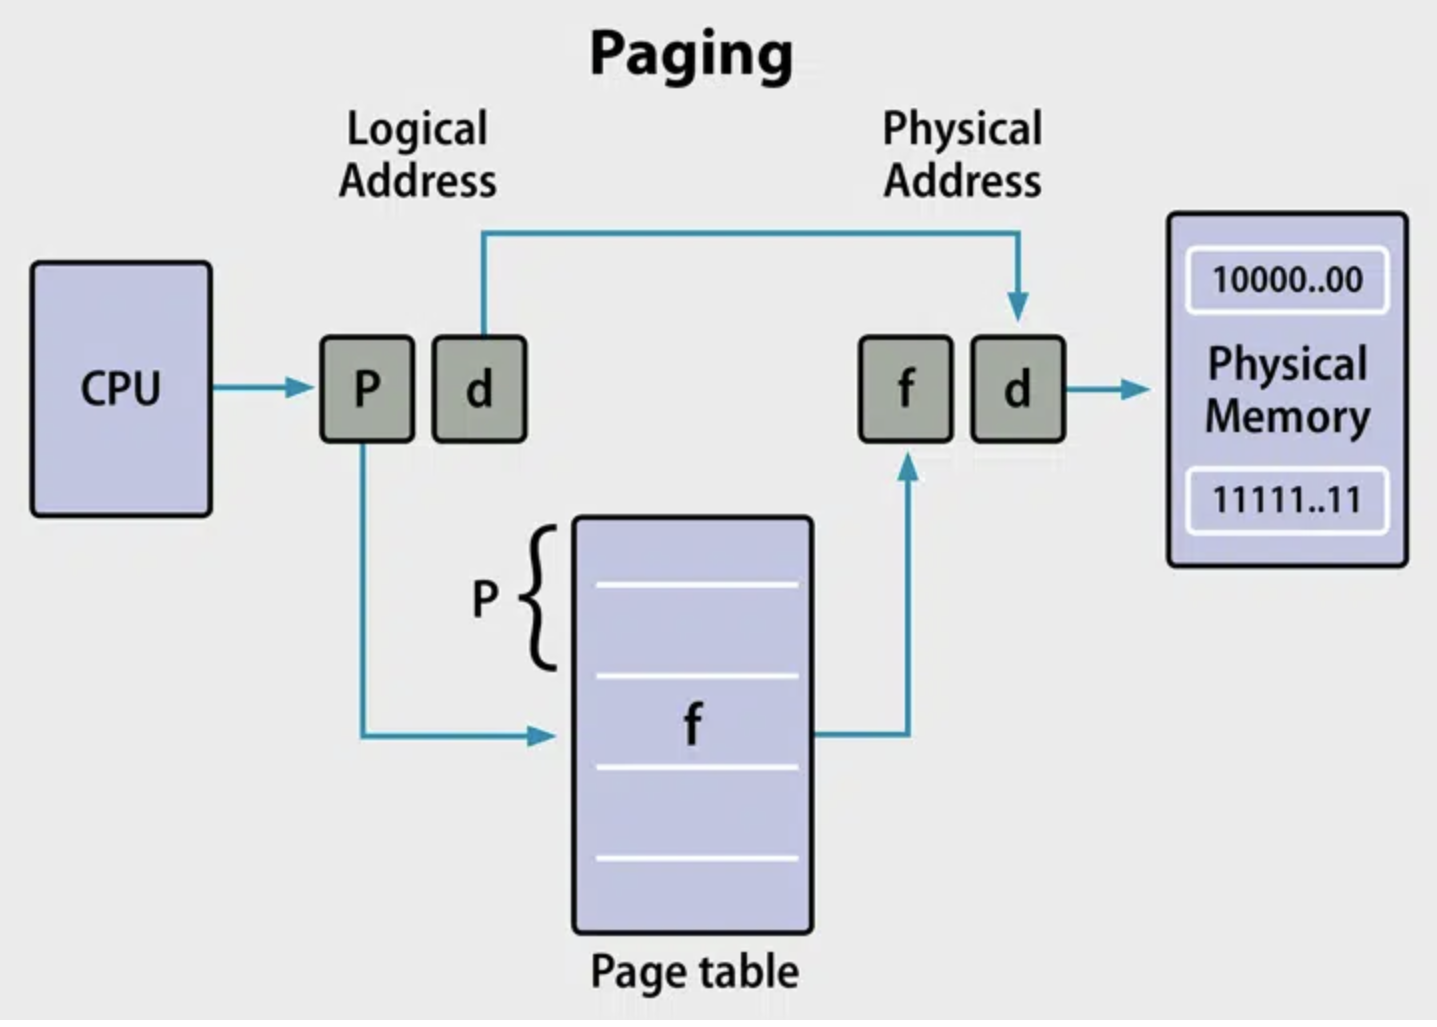 Paging
Logical
Address
Physical
Address
CPU
P
d
f
d
10000..00
Physical
Memory
11111..11
P
f
Page table